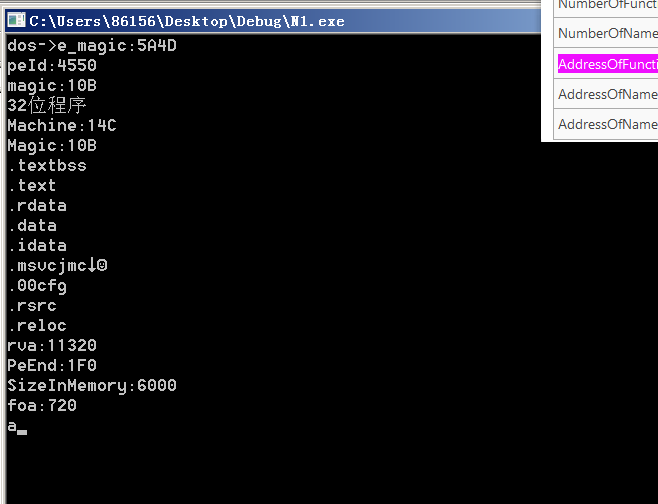 C:\Users\86156\Desktop\Debug\N1.exe
dos->e_magic:5A4D
peId:4550
magic:10B
32位程序
Machine:14C
Magic:10B
.textbss
.text
.rdata
.data
.idata
.msvcjmc↓☺
.00cfg
.rsrc
.reloc
rva:11320
PeEnd:1F0
SizeInMemory:6000
foa:720
a
NumberOfFunct
NumberOfName
AddressOfFuncti
AddressOfName
AddressOfName